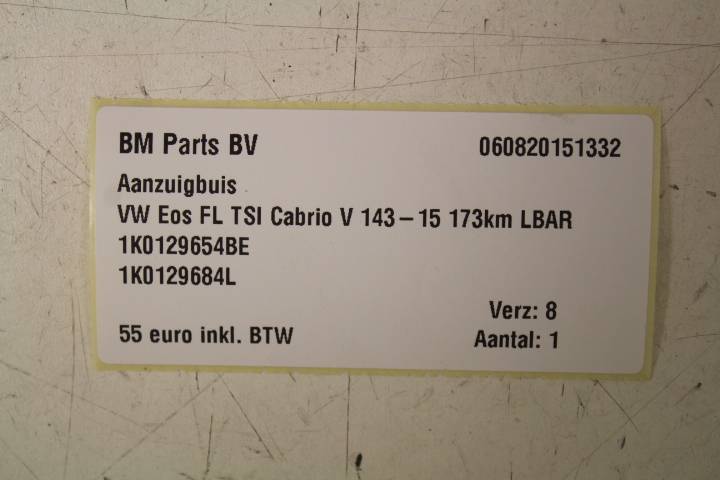 BM Parts BV 060820151332
Aanzuigbuis
VW Eos FL TSI Cabrio V 143 – 15 173km LBAR
1K0129654BE
1K0129684L
Verz: 8
55 euro inkl. BTW Aantal: 1